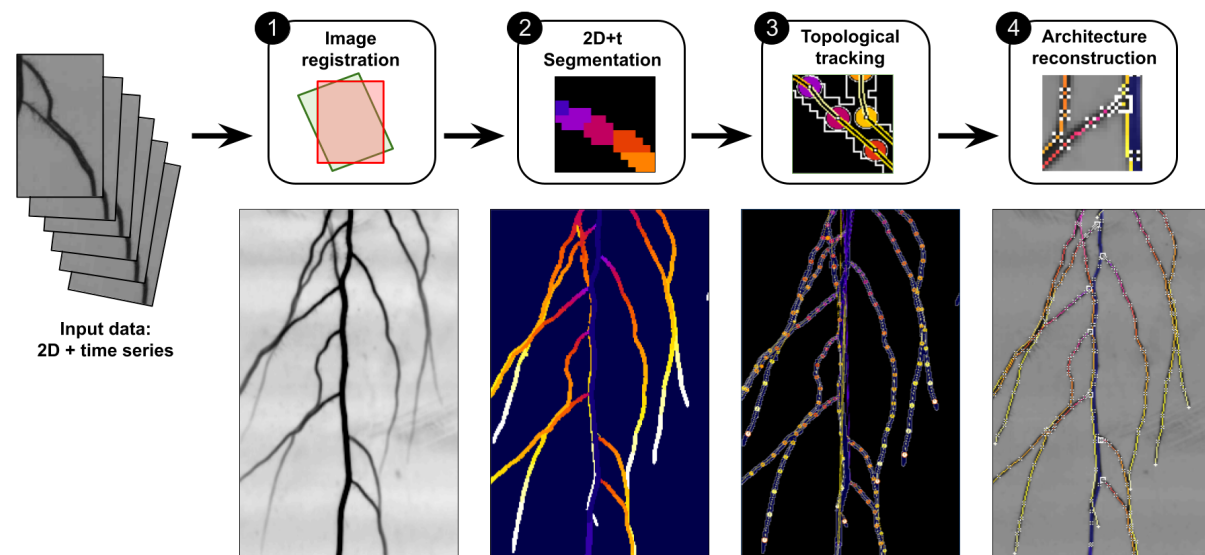 1
Image
registration
2
2D+t
Segmentation
3
Topological
tracking
4
Architecture
reconstruction
Input data:
2D + time series